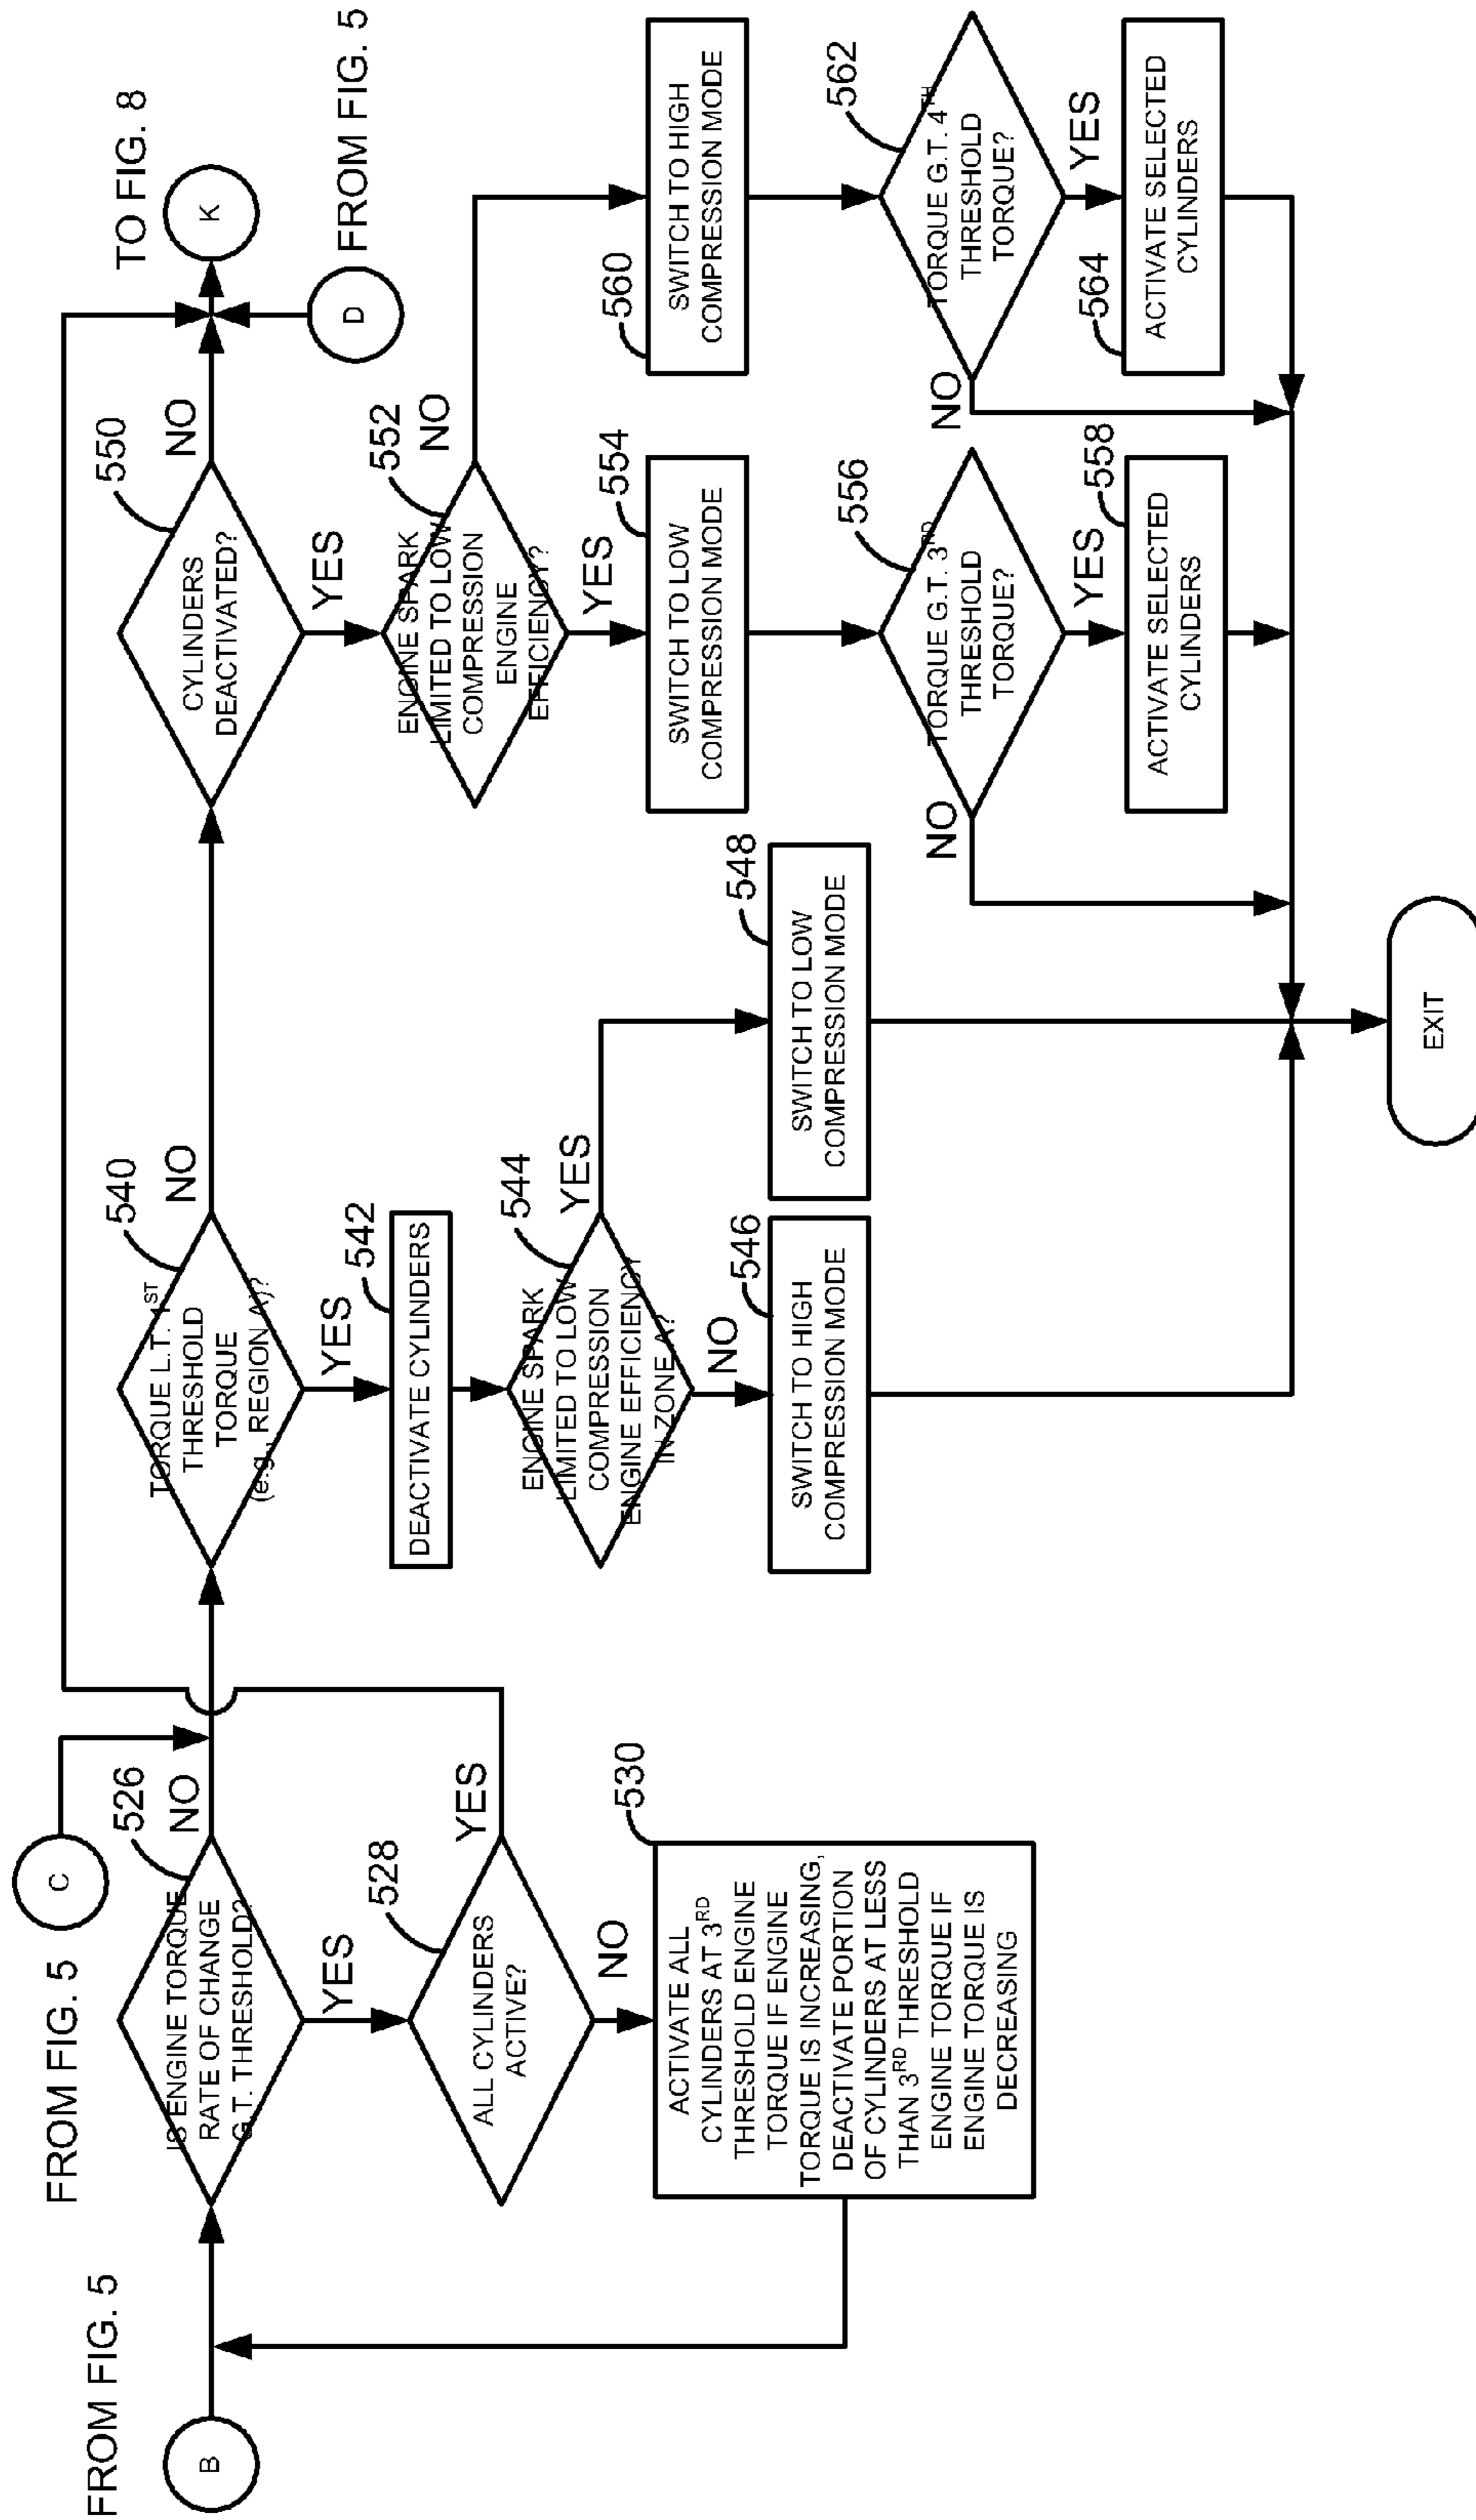 FROM FIG. 5
B
FROM FIG. 5
C
526
IS ENGINE TORQUE
RATE OF CHANGE
G.T. THRESHOLD?
NO
YES
528
ALL CYLINDERS
ACTIVE?
YES
NO
530
ACTIVATE ALL
CYLINDERS AT 3RD
THRESHOLD ENGINE
TORQUE IF ENGINE
TORQUE IS INCREASING,
DEACTIVATE PORTION
OF CYLINDERS AT LESS
THAN 3RD THRESHOLD
ENGINE TORQUE IF
ENGINE TORQUE IS
DECREASING
540
TORQUE L.T. 1ST
THRESHOLD
TORQUE
(e.g., REGION A)?
NO
YES
542
DEACTIVATE CYLINDERS
544
ENGINE SPARK
LIMITED TO LOW
COMPRESSION
ENGINE EFFICIENCY
IN ZONE A?
YES
NO
546
SWITCH TO HIGH
COMPRESSION MODE
548
SWITCH TO LOW
COMPRESSION MODE
550
CYLINDERS
DEACTIVATED?
NO
YES
TO FIG. 8
K
FROM FIG. 5
D
552
ENGINE SPARK
LIMITED TO LOW
COMPRESSION
ENGINE
EFFICIENCY?
NO
YES
554
SWITCH TO LOW
COMPRESSION MODE
556
TORQUE G.T. 3RD
THRESHOLD
TORQUE?
NO
YES
558
ACTIVATE SELECTED
CYLINDERS
560
SWITCH TO HIGH
COMPRESSION MODE
562
TORQUE G.T. 4TH
THRESHOLD
TORQUE?
NO
YES
564
ACTIVATE SELECTED
CYLINDERS
EXIT